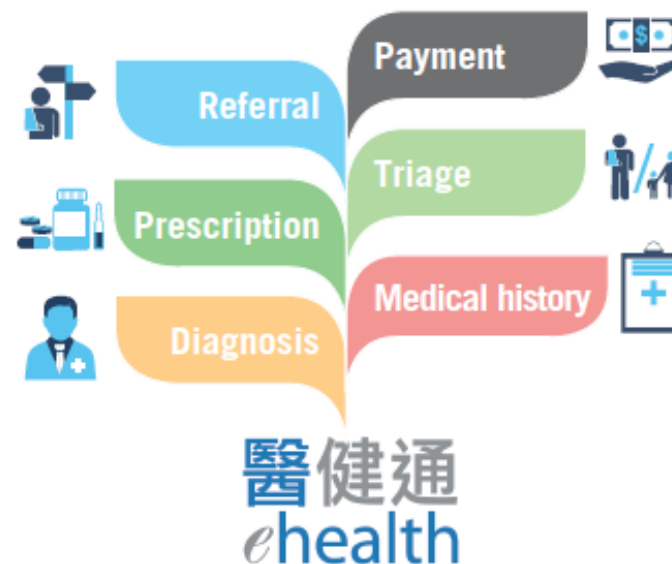 Payment
Referral
Triage
Prescription
Medical history
Diagnosis
醫健通
ehealth